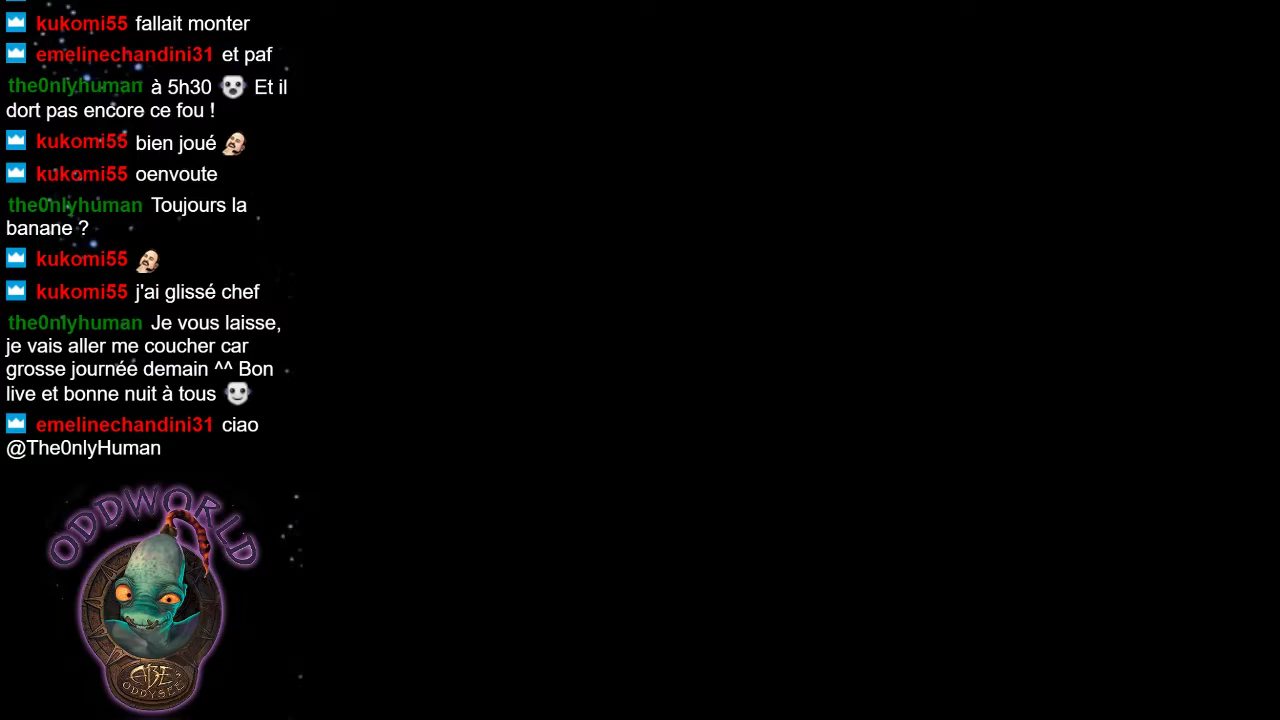 kukomi55 fallait monter
emelinechandini31 et paf
the0nlyhuman à 5h30 Et il
dort pas encore ce fou !
kukomi55 bien joué
kukomi55 oenvoute
the0nlyhuman Toujours la
banane ?
kukomi55
kukomi55 j'ai glissé chef
the0nlyhuman Je vous laisse,
je vais aller me coucher car
grosse journée demain ^^ Bon
live et bonne nuit à tous
emelinechandini31 ciao
@The0nlyHuman
ODDWORLD
ABE'S
ODDYSEE